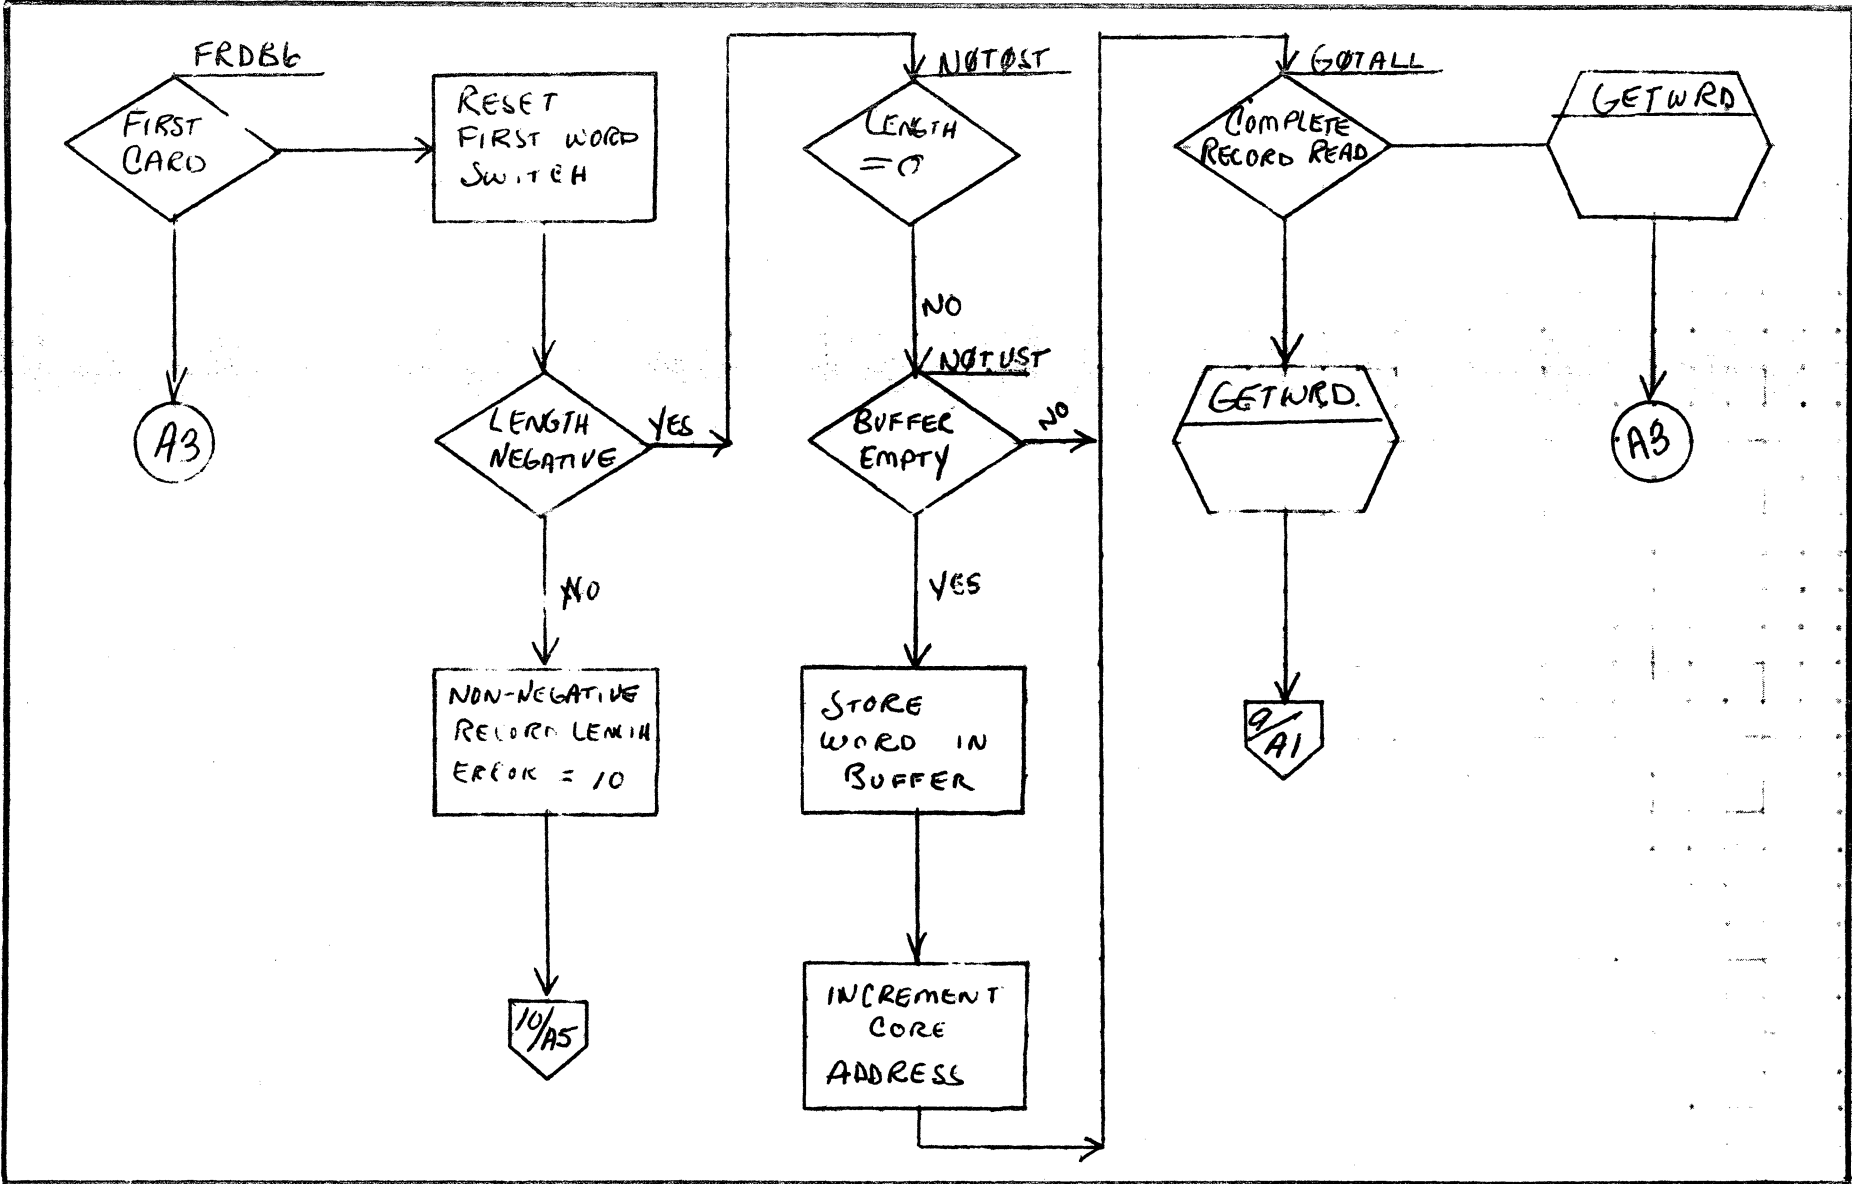 FRDB6
FIRST
CARD
A3
RESET
FIRST WORD
SWITCH
LENGTH
NEGATIVE
YES
NO
NON-NEGATIVE
RECORD LENGTH
ERROR = 10
10/A5
NØTØST
LENGTH
=0
NO
NØTUST
BUFFER
EMPTY
NO
YES
STORE
WORD IN
BUFFER
INCREMENT
CORE
ADDRESS
GØTALL
COMPLETE
RECORD READ
GETWRD.
9/A1
GETWRD
A3